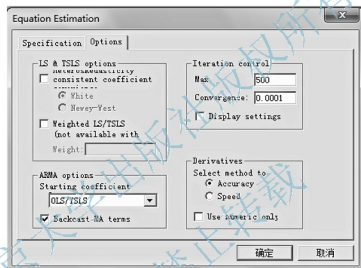 Equation Estimation
Specification
Options
LS & TSLS options
Heteroskedasticity
consistent coefficient
White
Newey-West
Weighted LS/TSLS
(not available with
Weight:
ARMA options
Starting coefficient
OLS/TSLS
Backcast MA terms
Iteration control
Max
500
Convergence:
0.0001
Display settings
Derivatives
Select method to
Accuracy
Speed
Use numeric only
确定
取消